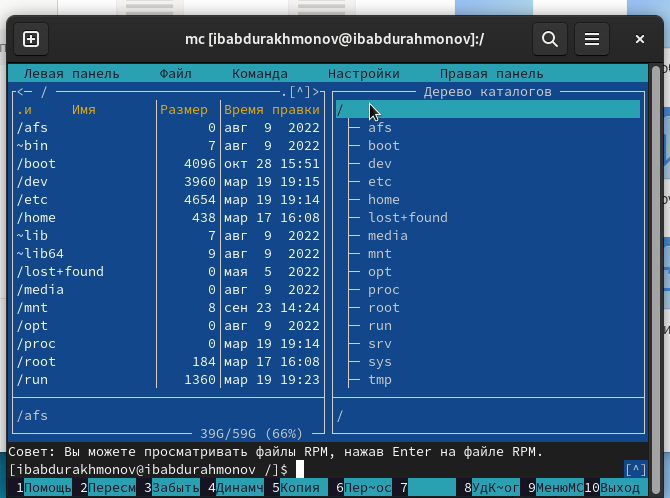 mc [ibabdurakhmonov@ibabdurahmonov]:/
Левая панель Файл Команда Настройки Правая панель
<─ / .[^]> Дерево каталогов
.и Имя Размер Время правки /
/afs 0 авг 9 2022 afs
~bin 7 авг 9 2022 boot
/boot 4096 окт 28 15:51 dev
/dev 3960 мар 19 19:15 etc
/etc 4654 мар 19 19:14 home
/home 438 мар 17 16:08 lost+found
~lib 7 авг 9 2022 media
~lib64 9 авг 9 2022 mnt
/lost+found 0 мая 5 2022 opt
/media 0 авг 9 2022 proc
/mnt 8 сен 23 14:24 root
/opt 0 авг 9 2022 run
/proc 0 мар 19 19:14 srv
/root 184 мар 17 16:08 sys
/run 1360 мар 19 19:23 tmp
/afs /
39G/59G (66%)
Совет: Вы можете просматривать файлы RPM, нажав Enter на файле RPM.
[ibabdurakhmonov@ibabdurahmonov /]$ [^]
1Помощь 2Пересм 3Забыть 4Динамч 5Копия 6Пер~ос 7 8УдК~ог 9МенюMC 10Выход